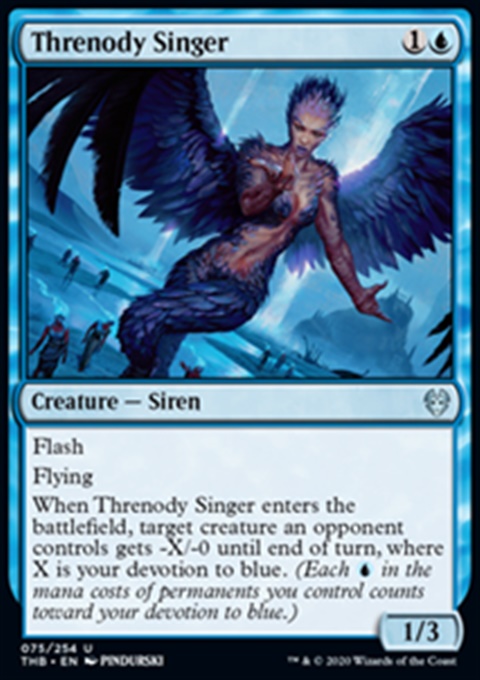 Threnody Singer 1
Creature — Siren
Flash
Flying
When Threnody Singer enters the
battlefield, target creature an opponent
controls gets -X/-0 until end of turn, where
X is your devotion to blue. (Each in the
mana costs of permanents you control counts
toward your devotion to blue.)
1/3
075/254 U
THB • EN PINDURSKI
™ & © 2020 Wizards of the Coast